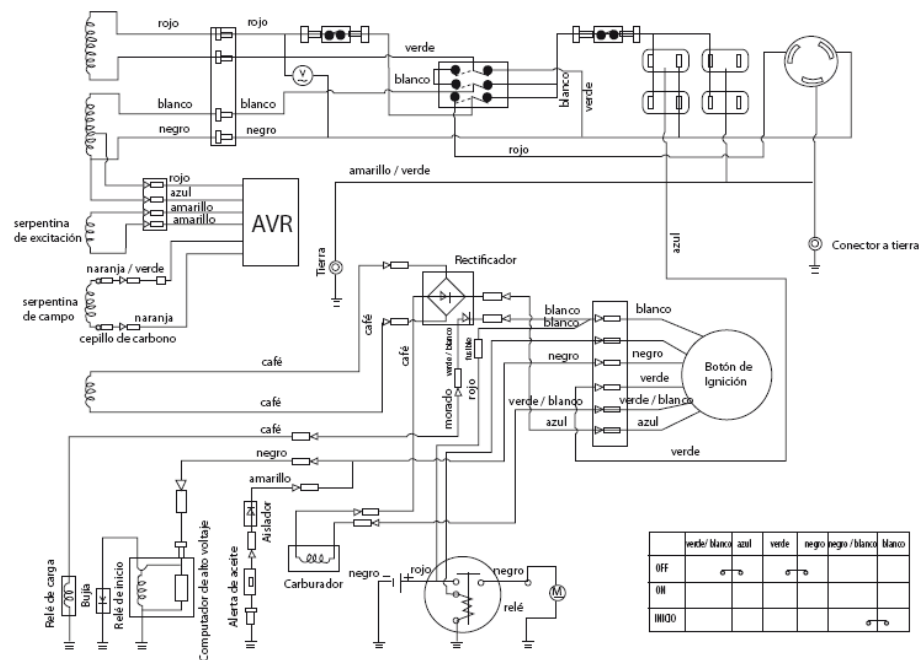 rojo
rojo
verde
blanco
V
blanco
verde
blanco
blanco
negro
negro
rojo
amarillo / verde
rojo
azul
amarillo
amarillo
AVR
serpentina
de excitación
naranja / verde
serpentina
de campo
naranja
cepillo de carbono
Tierra
azul
Conector a tierra
Rectificador
café
café
café
café
café
verde / blanco
morado
fusible
rojo
blanco
blanco
negro
verde / blanco
azul
blanco
negro
verde
verde / blanco
azul
verde
Botón de
Ignición
café
negro
amarillo
Aislador
Alerta de aceite
Carburador
negro
+
rojo
negro
relé
M
Relé de carga
Bujía
Relé de inicio
Computador de alto voltaje
verde/ blanco azul verde negro negro / blanco blanco
OFF
ON
INICIO